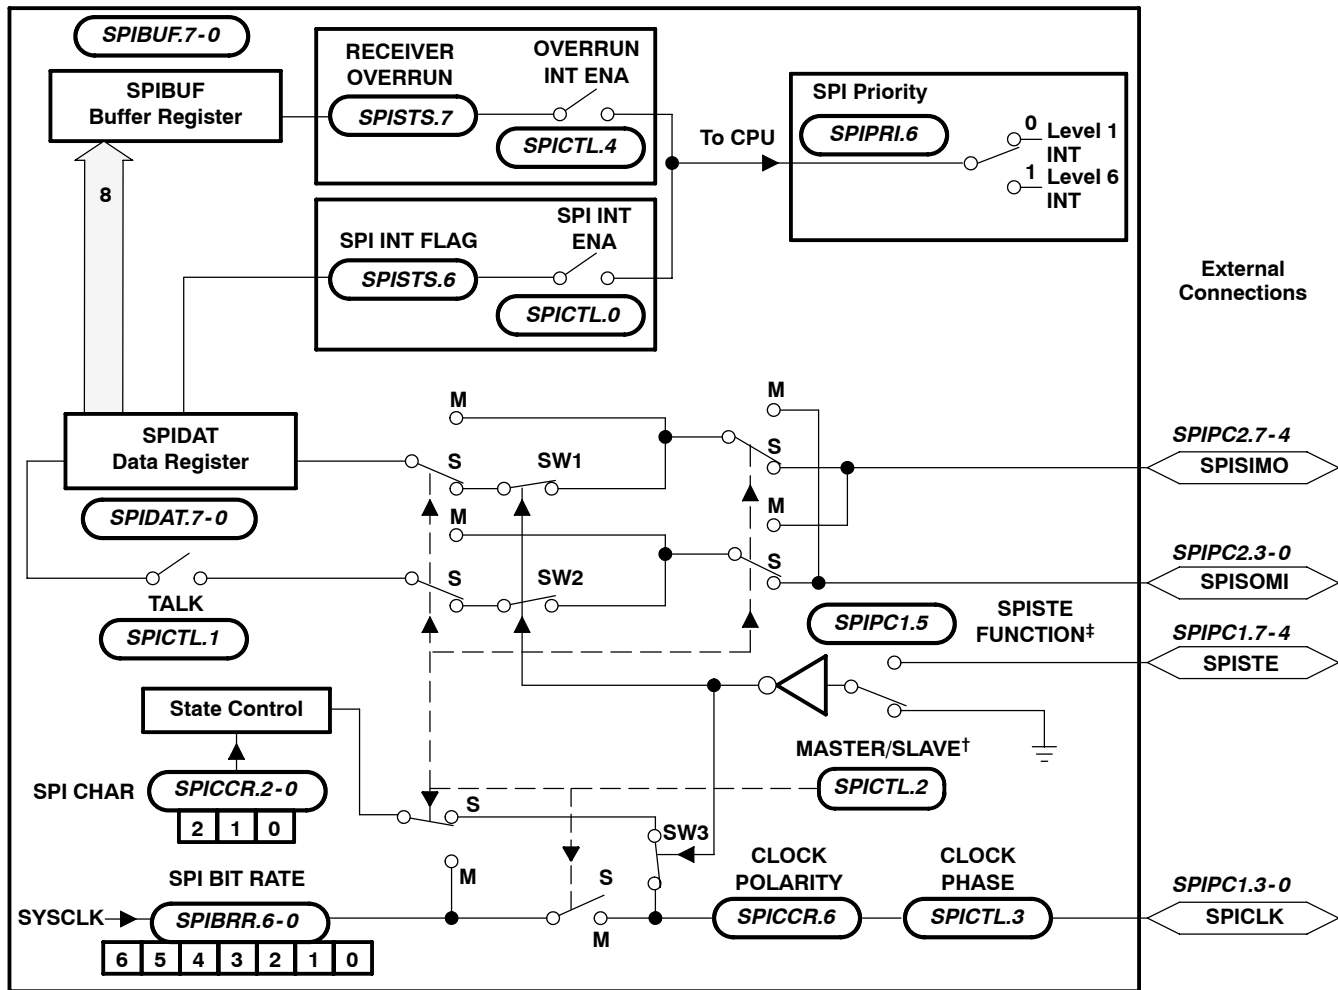 SPIBUF.7-0
SPIBUF
Buffer Register
8
RECEIVER
OVERRUN
SPISTS.7
OVERRUN
INT ENA
SPICTL.4
SPI INT FLAG
SPISTS.6
SPI INT
ENA
SPICTL.0
To CPU
SPI Priority
SPIPRI.6
0
Level 1
INT
1
Level 6
INT
External
Connections
SPIDAT
Data Register
SPIDAT.7-0
M
S
SW1
M
S
SW2
M
S
M
S
TALK
SPICTL.1
SPIPC2.7-4
SPISIMO
SPIPC2.3-0
SPISOMI
SPIPC1.5
SPISTE
FUNCTION‡
SPIPC1.7-4
SPISTE
State Control
MASTER/SLAVE†
SPICTL.2
SPI CHAR
SPICCR.2-0
2 1 0
S
M
SW3
S
M
SPI BIT RATE
SYSCLK
SPIBRR.6-0
6 5 4 3 2 1 0
CLOCK
POLARITY
SPICCR.6
CLOCK
PHASE
SPICTL.3
SPIPC1.3-0
SPICLK